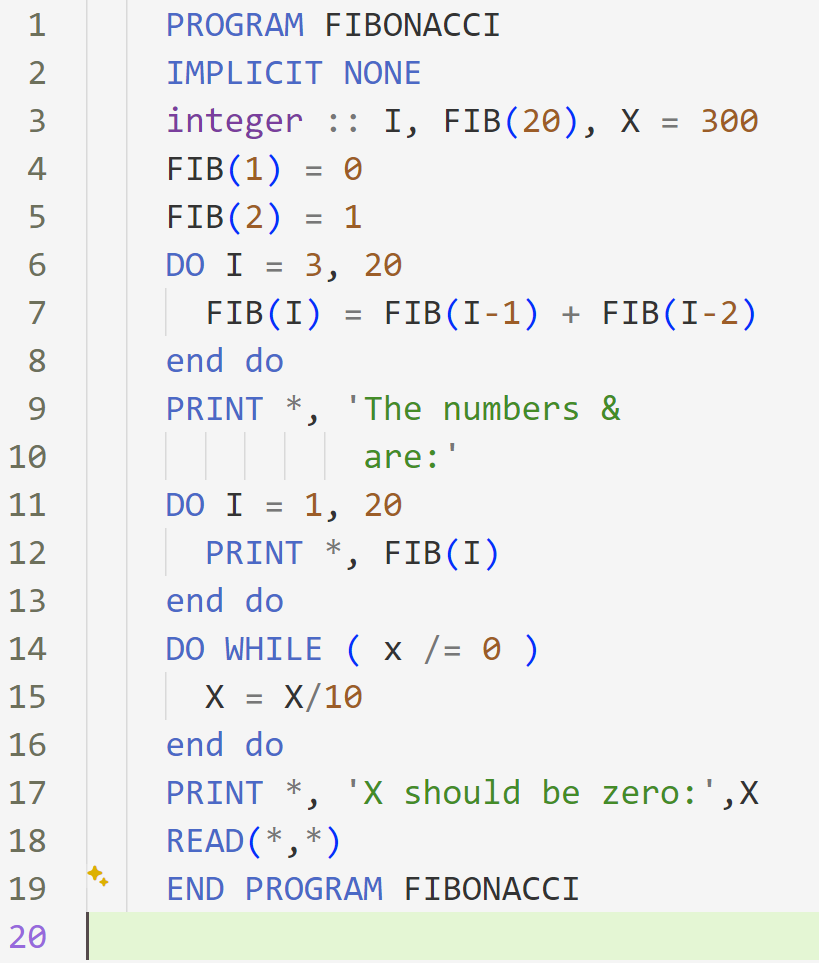 1 PROGRAM FIBONACCI
2 IMPLICIT NONE
3 integer :: I, FIB(20), X = 300
4 FIB(1) = 0
5 FIB(2) = 1
6 DO I = 3, 20
7   FIB(I) = FIB(I-1) + FIB(I-2)
8 end do
9 PRINT *, 'The numbers &
10           are:'
11 DO I = 1, 20
12   PRINT *, FIB(I)
13 end do
14 DO WHILE ( x /= 0 )
15   X = X/10
16 end do
17 PRINT *, 'X should be zero:',X
18 READ(*,*)
19 END PROGRAM FIBONACCI
20